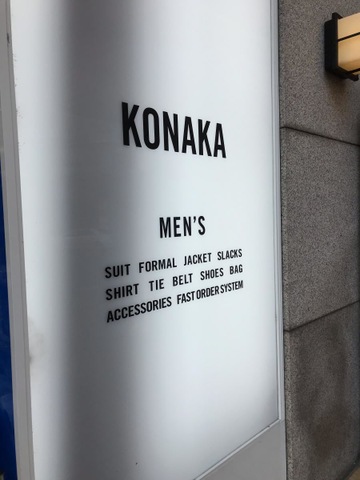 KONAKA
MEN'S
SUIT FORMAL JACKET SLACKS
SHIRT TIE BELT SHOES BAG
ACCESSORIES FAST ORDER SYSTEM